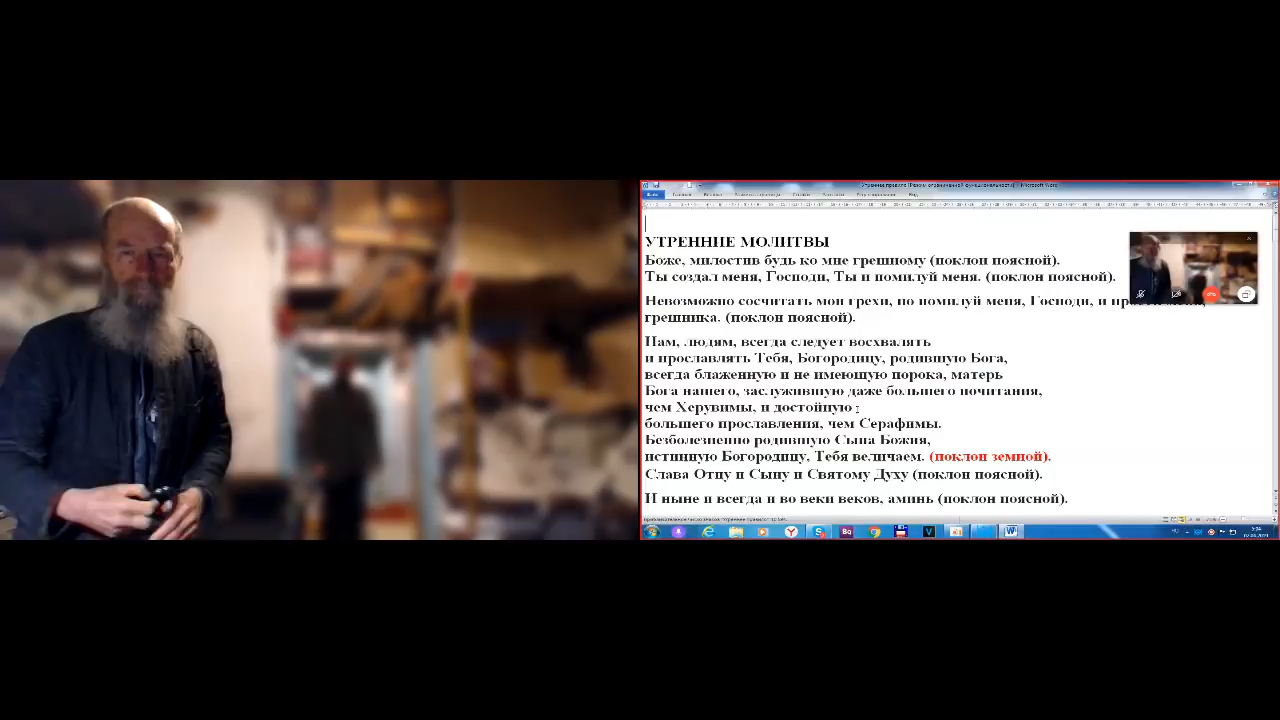 УТРЕННИЕ МОЛИТВЫ
Боже, милостив будь ко мне грешному (поклон поясной).
Ты создал меня, Господи, Ты и помилуй меня. (поклон поясной).
Невозможно сосчитать мои грехи, но помилуй меня, Господи, и
грешника. (поклон поясной).
Нам, людям, всегда следует восхвалять
и прославлять Тебя, Богородицу, родившую Бога,
всегда блаженную и не имеющую порока, матерь
Бога нашего, заслужившую даже большего почитания,
чем Херувимы, и достойную
большего прославления, чем Серафимы.
Безболезненно родившую Сына Божия,
истинную Богородицу, Тебя величаем. (поклон земной).
Слава Отцу и Сыну и Святому Духу (поклон поясной).
И ныне и всегда и во веки веков, аминь (поклон поясной).